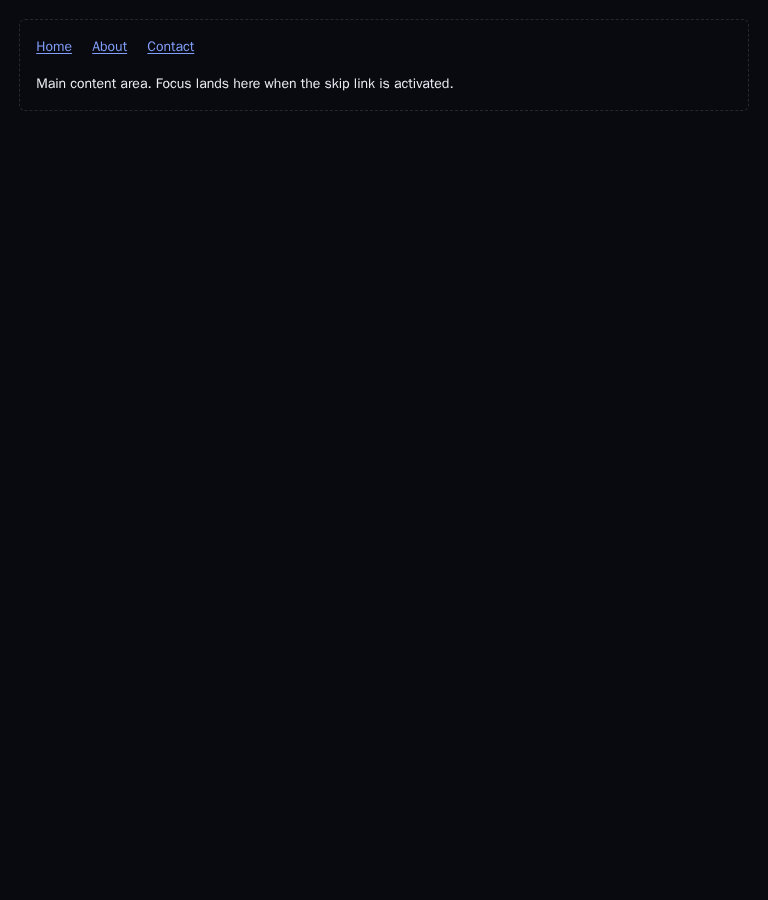 Home About Contact
Main content area. Focus lands here when the skip link is activated.